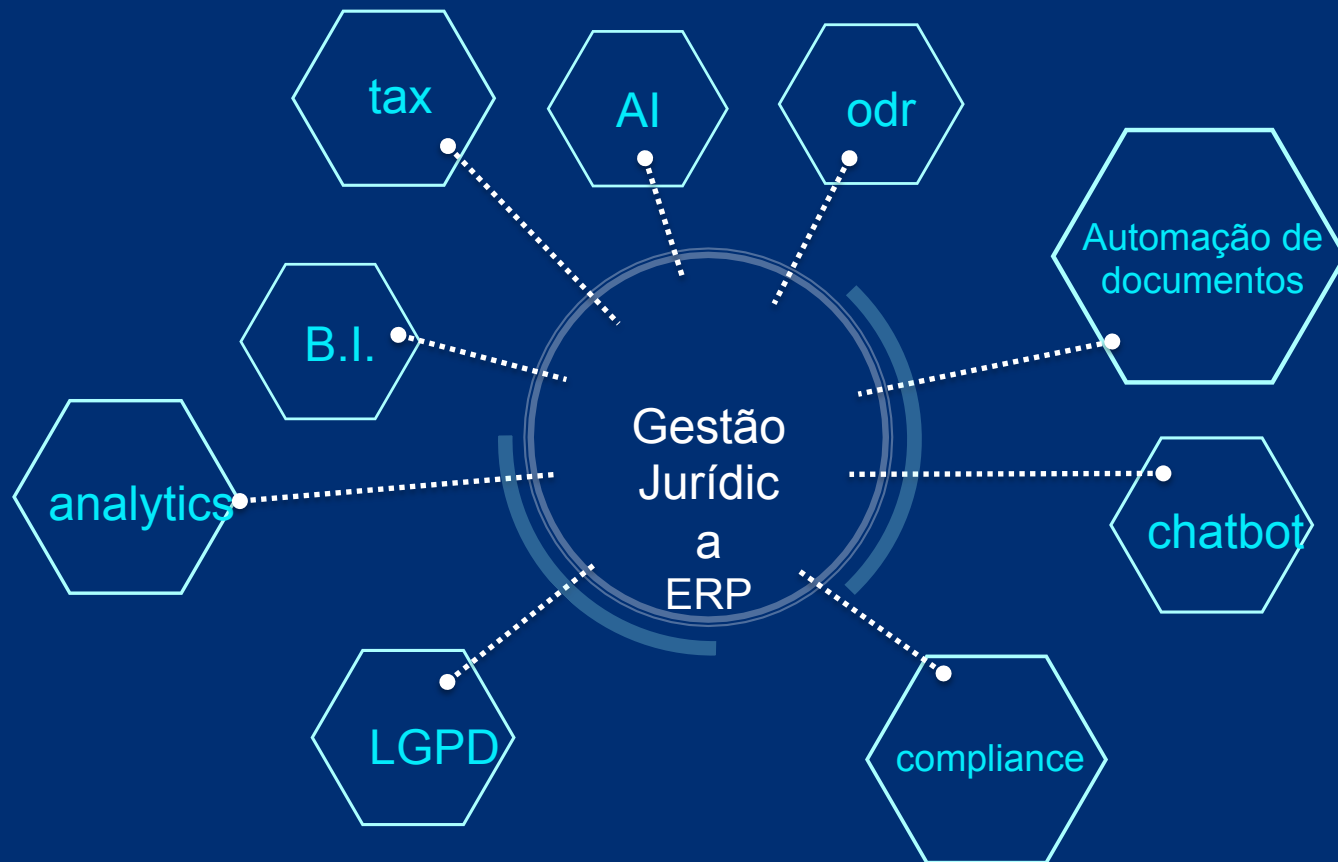 tax
AI
odr
Automação de
documentos
B.I.
Gestão
Jurídic
a
ERP
analytics
chatbot
LGPD
compliance